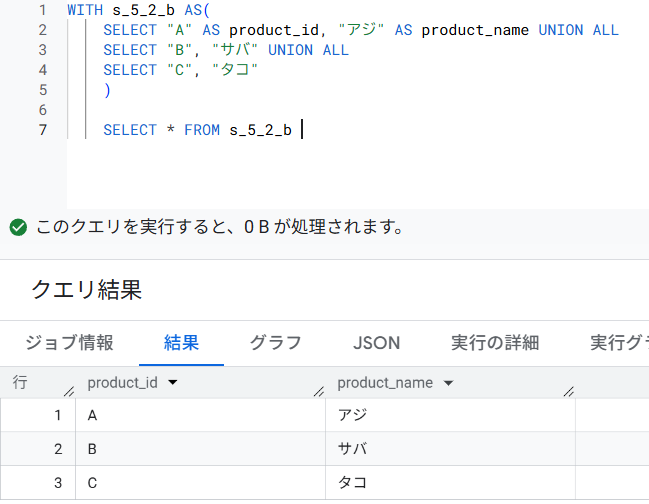 1 WITH s_5_2_b AS(
2 SELECT "A" AS product_id, "アジ" AS product_name UNION ALL
3 SELECT "B", "サバ" UNION ALL
4 SELECT "C", "タコ"
5 )
6
7 SELECT * FROM s_5_2_b
このクエリを実行すると、0 B が処理されます。
クエリ結果
ジョブ情報 結果 グラフ JSON 実行の詳細 実行グラ
行 product_id product_name
1 A アジ
2 B サバ
3 C タコ